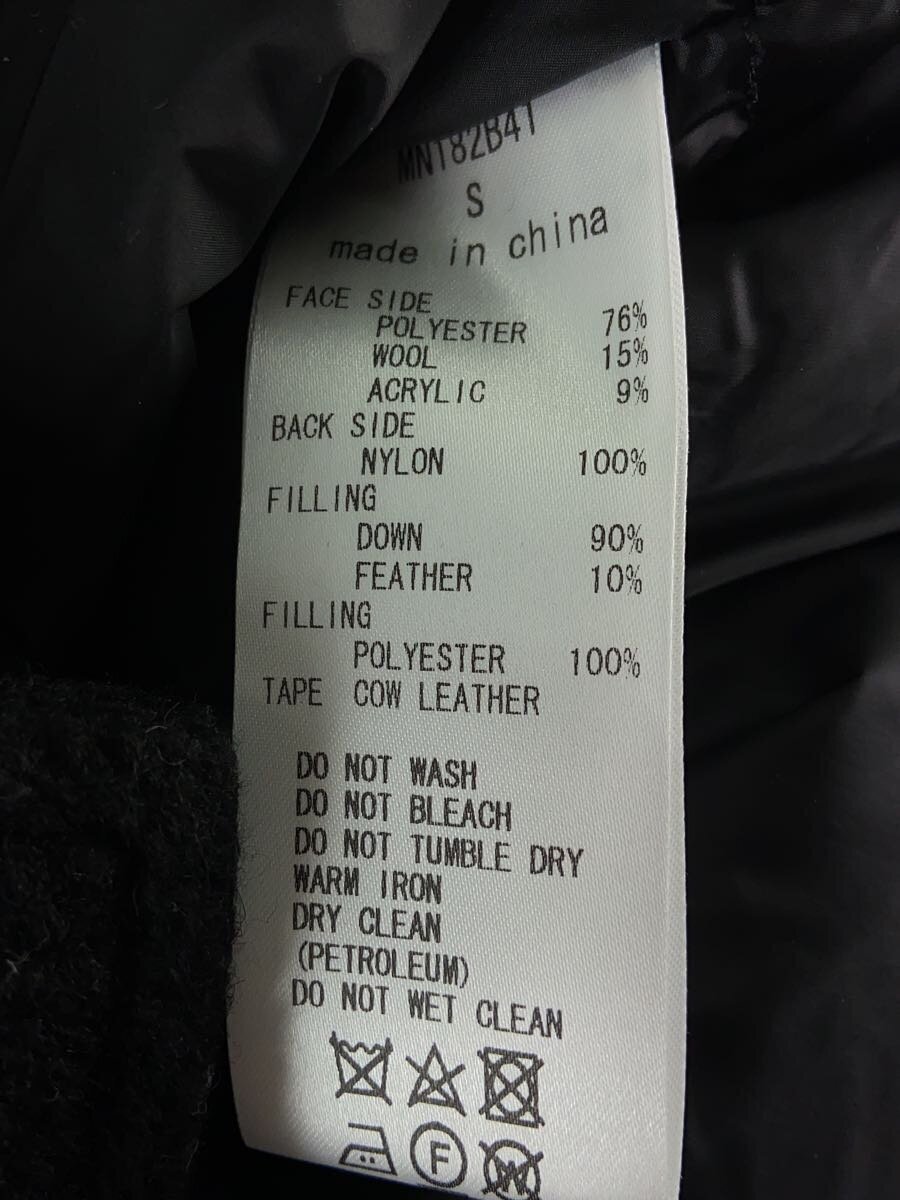 MNT82B41
S
made in china
FACE SIDE
POLYESTER 76%
WOOL 15%
ACRYLIC 9%
BACK SIDE
NYLON 100%
FILLING
DOWN 90%
FEATHER 10%
FILLING
POLYESTER 100%
TAPE COW LEATHER
DO NOT WASH
DO NOT BLEACH
DO NOT TUMBLE DRY
WARM IRON
DRY CLEAN
(PETROLEUM)
DO NOT WET CLEAN
F W